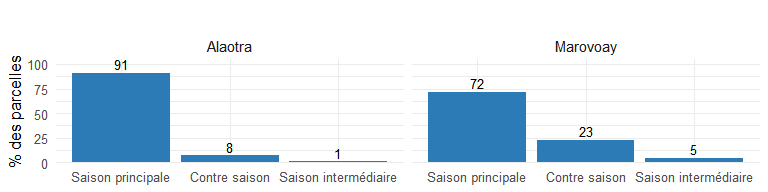 Alaotra
Marovoay
% des parcelles
100
75
50
25
0
91
8
1
72
23
5
Saison principale
Contre saison
Saison intermédiaire
Saison principale
Contre saison
Saison intermédiaire